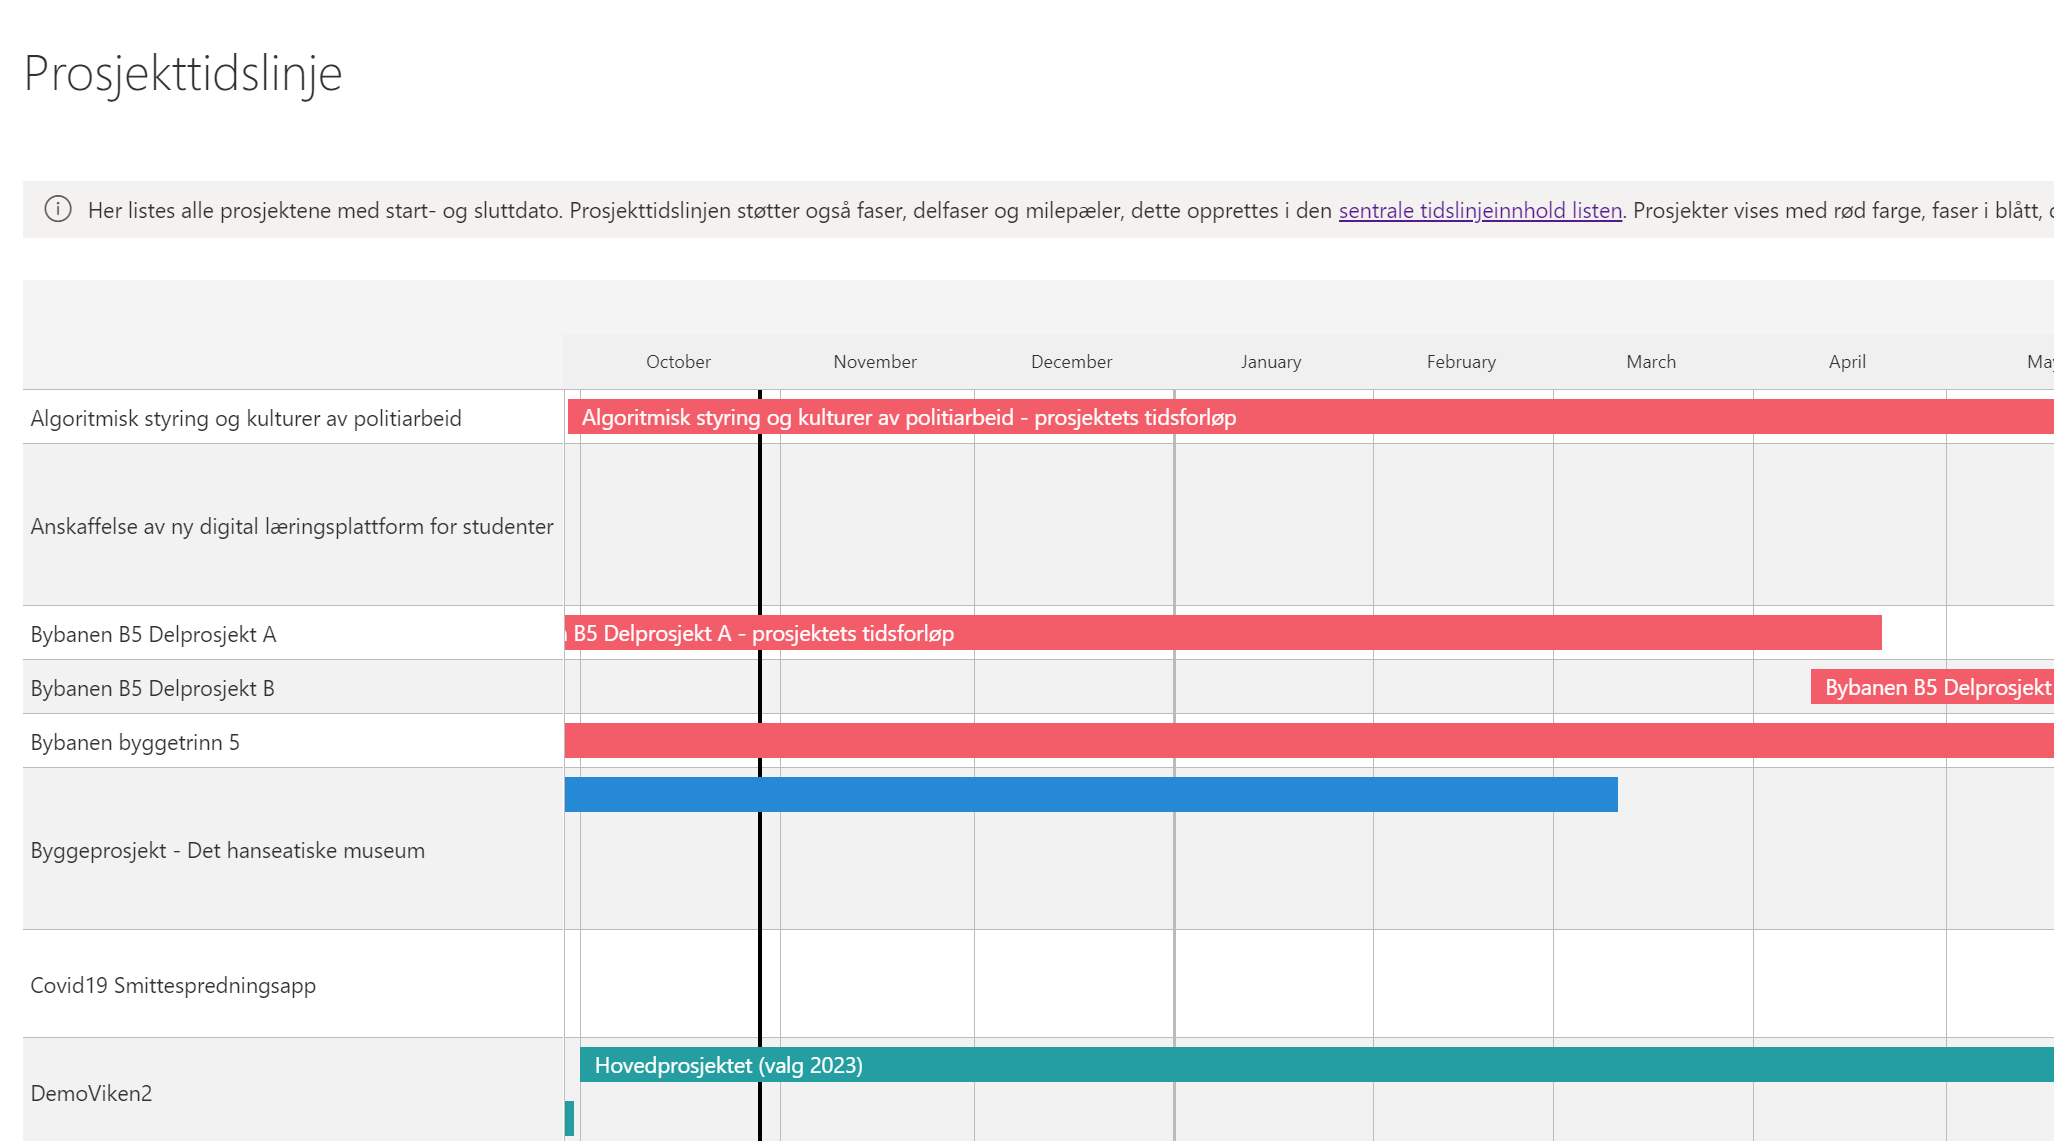 Prosjekttidslinje
Her listes alle prosjektene med start- og sluttdato. Prosjekttidslinjen støtter også faser, delfaser og milepæler, dette opprettes i den sentrale tidslinjeinnhold listen. Prosjekter vises med rød farge, faser i blått,
October November December January February March April May
Algoritmisk styring og kulturer av politiarbeid
Algoritmisk styring og kulturer av politiarbeid - prosjektets tidsforløp
Anskaffelse av ny digital læringsplattform for studenter
Bybanen B5 Delprosjekt A
B5 Delprosjekt A - prosjektets tidsforløp
Bybanen B5 Delprosjekt B
Bybanen B5 Delprosjekt
Bybanen byggetrinn 5
Byggeprosjekt - Det hanseatiske museum
Covid19 Smittespredningsapp
Hovedprosjektet (valg 2023)
DemoViken2